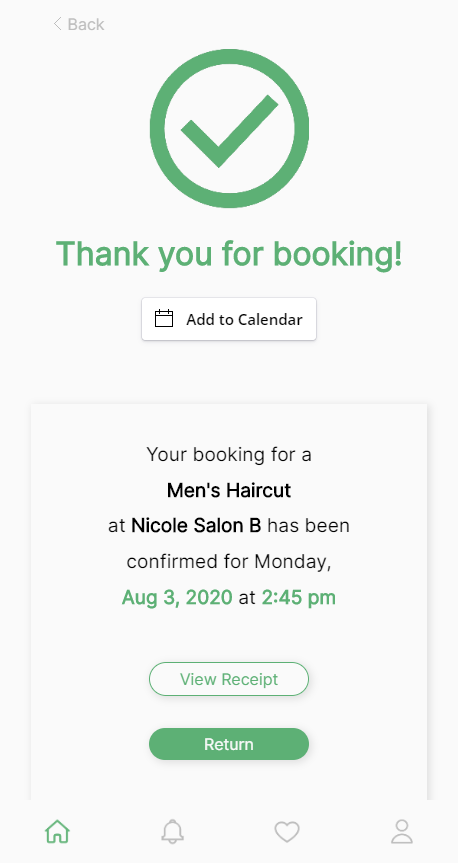 Back
Thank you for booking!
Add to Calendar
Your booking for a
Men's Haircut
at Nicole Salon B has been
confirmed for Monday,
Aug 3, 2020 at 2:45 pm
View Receipt
Return